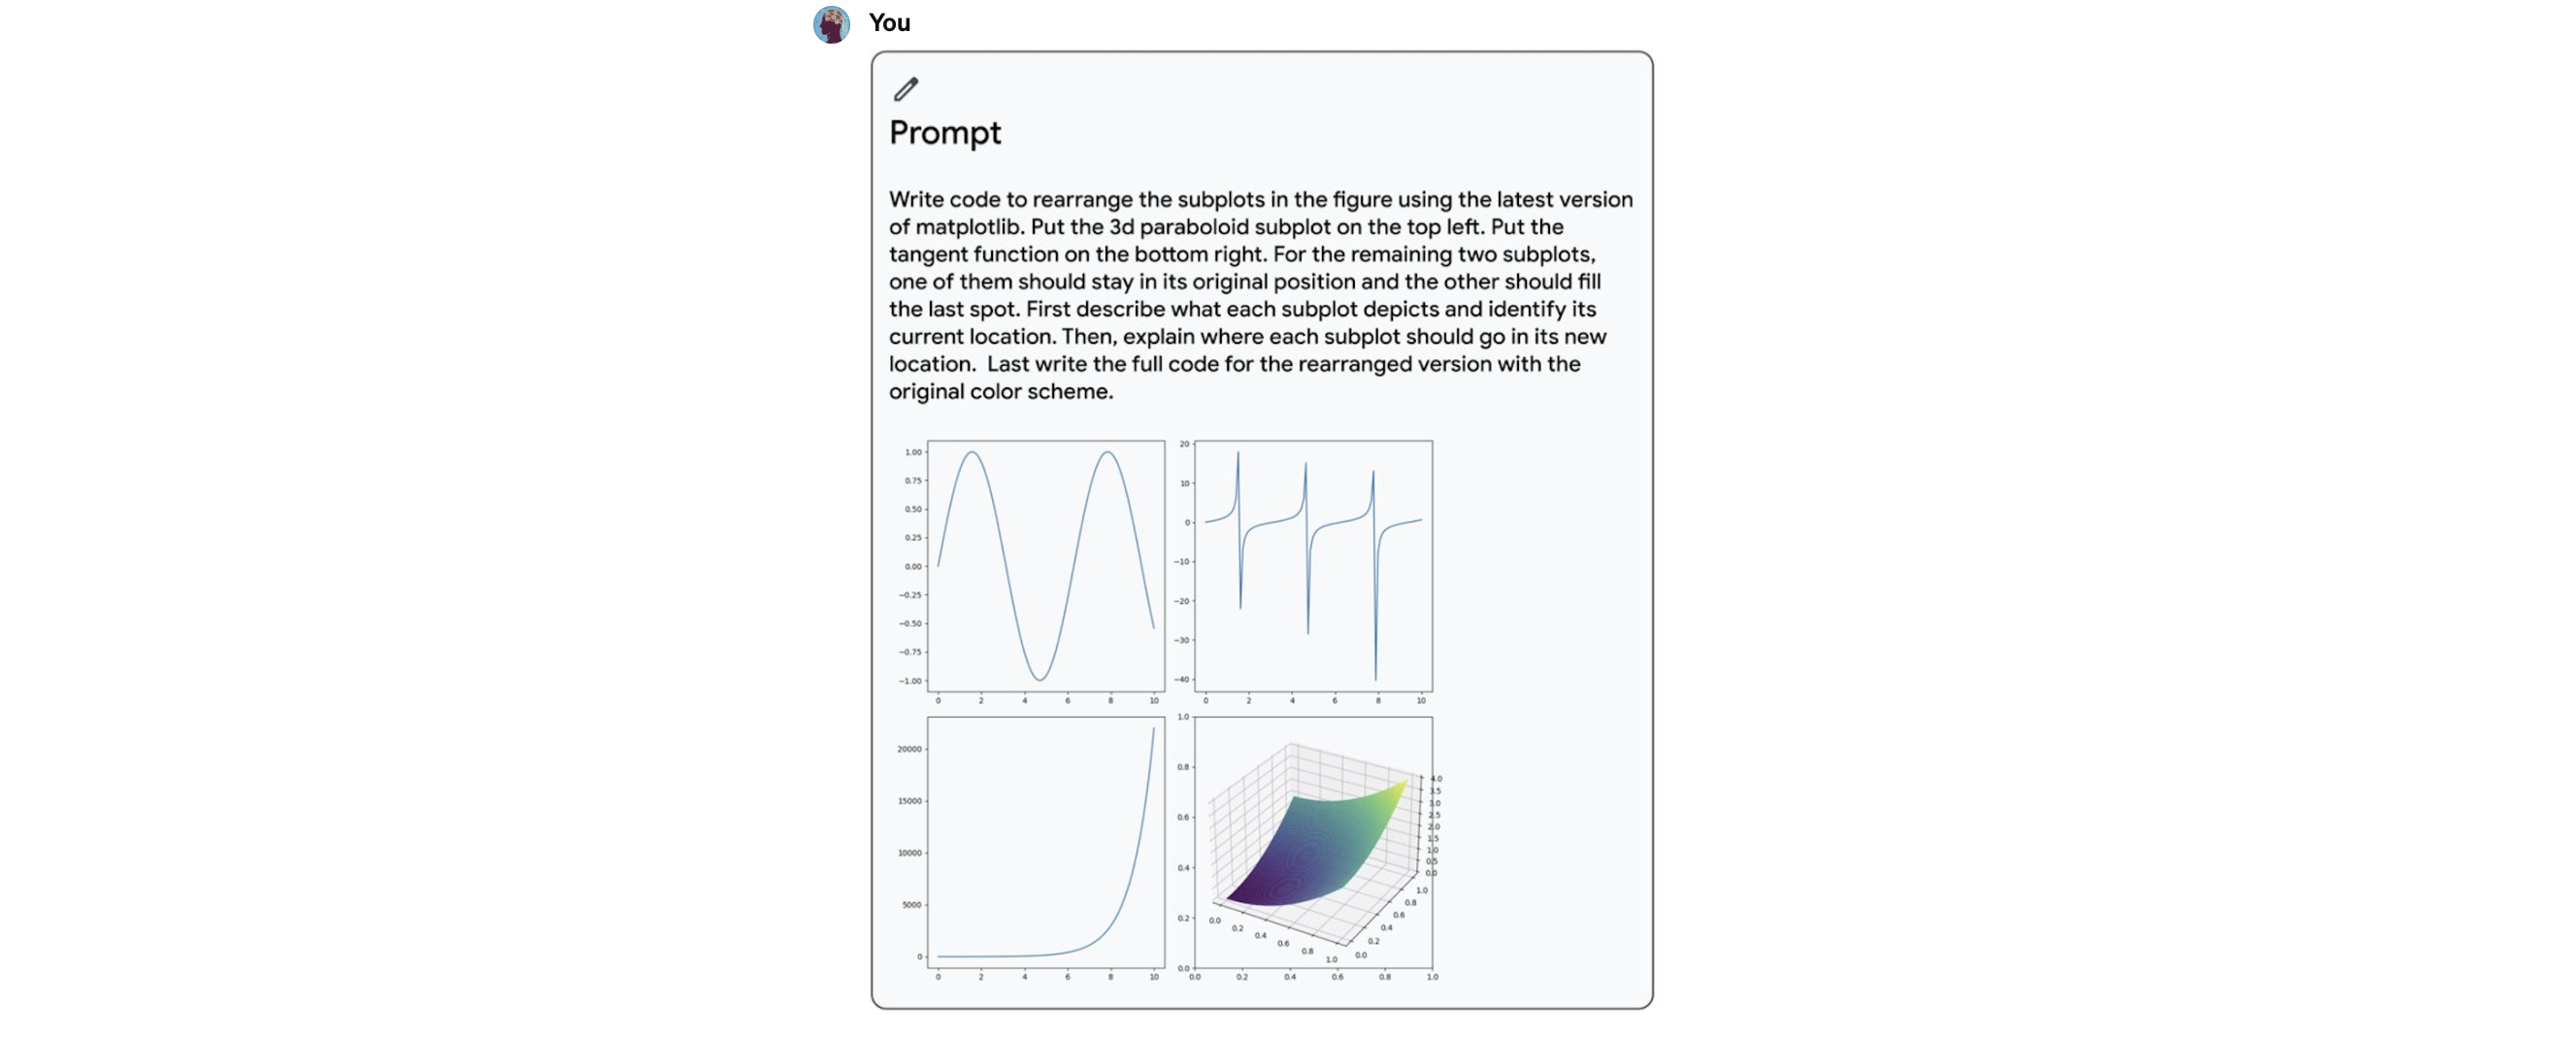 You
Prompt
Write code to rearrange the subplots in the figure using the latest version
of matplotlib. Put the 3d paraboloid subplot on the top left. Put the
tangent function on the bottom right. For the remaining two subplots,
one of them should stay in its original position and the other should fill
the last spot. First describe what each subplot depicts and identify its
current location. Then, explain where each subplot should go in its new
location.  Last write the full code for the rearranged version with the
original color scheme.
1.00
0.75
0.50
0.25
0.00
−0.25
−0.50
−0.75
−1.00
0 2 4 6 8 10
20
10
0
−10
−20
−30
−40
0 2 4 6 8 10
20000
15000
10000
5000
0
0 2 4 6 8 10
1.0
0.8
0.6
0.4
0.2
0.0
0.0 0.2 0.4 0.6 0.8 1.0
4.0
3.5
3.0
2.5
2.0
1.5
1.0
0.5
0.0
1.0
0.8
0.6
0.4
0.2
0.0
0.0 0.2 0.4 0.6 0.8 1.0